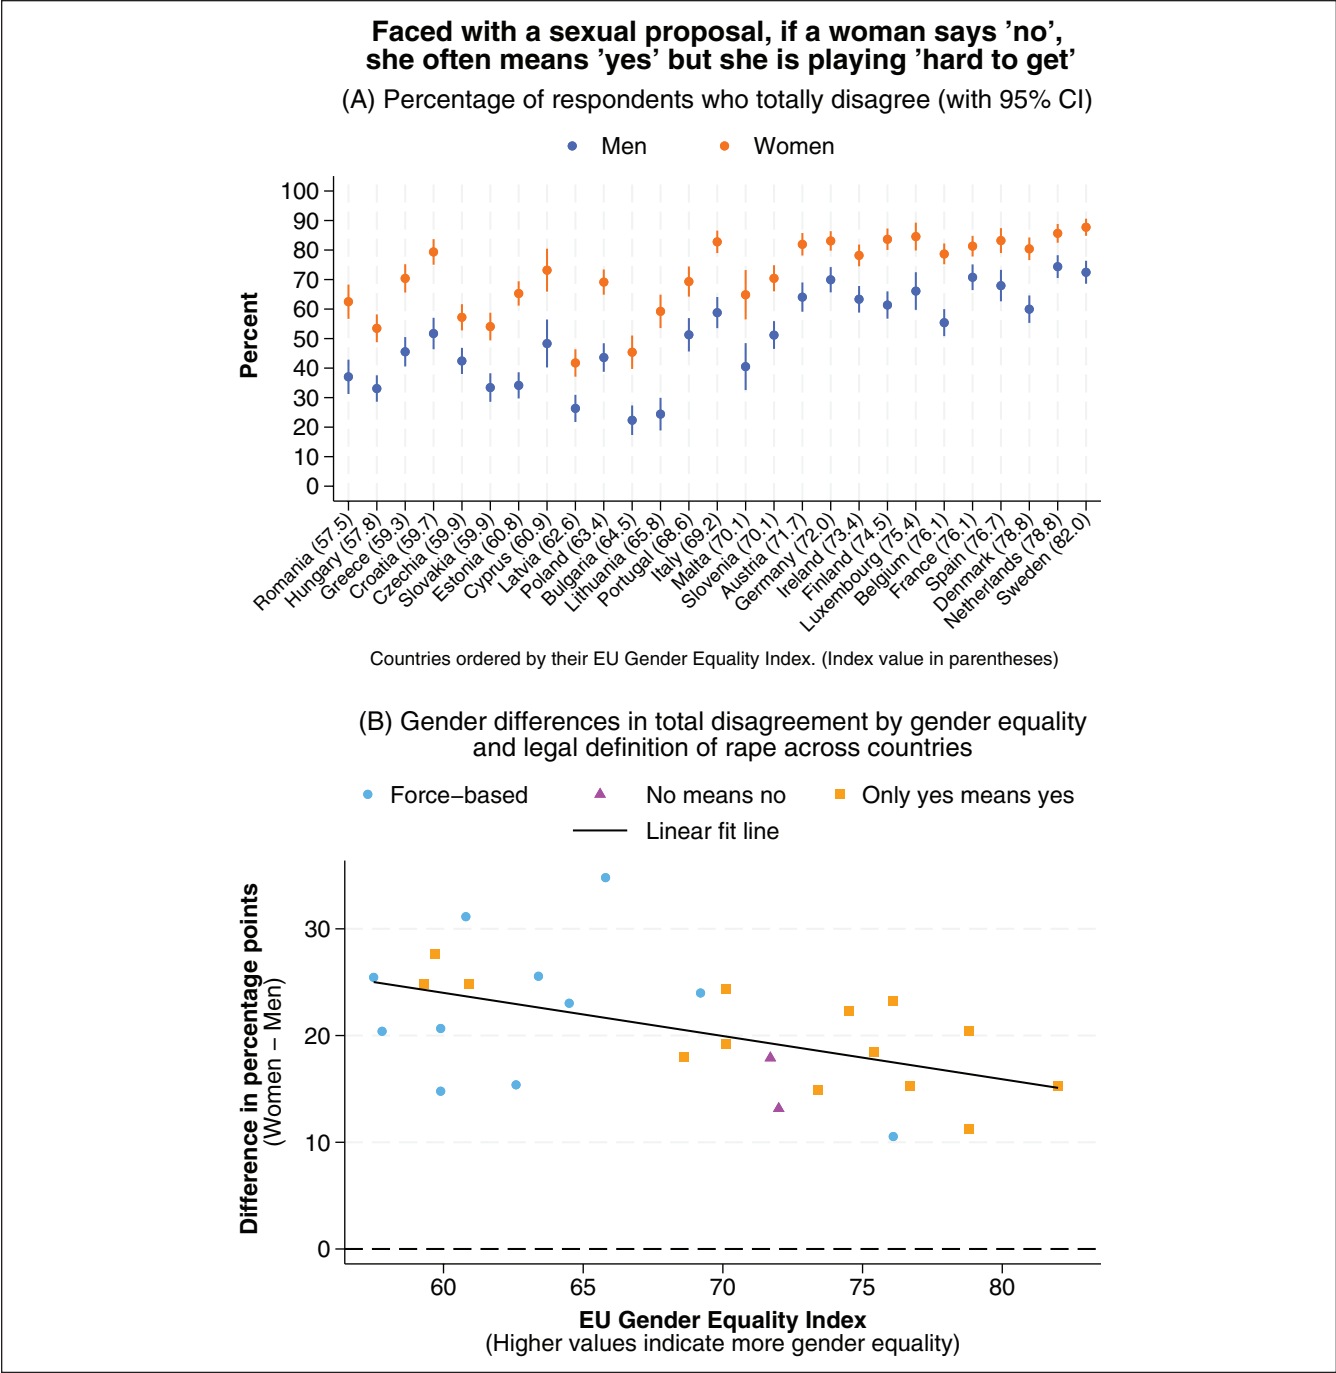 Faced with a sexual proposal, if a woman says ’no’,
she often means ’yes’ but she is playing ’hard to get’
(A) Percentage of respondents who totally disagree (with 95% CI)
Men
Women
Percent
100
90
80
70
60
50
40
30
20
10
0
Romania (57.5)
Hungary (57.8)
Greece (59.3)
Croatia (59.7)
Czechia (59.9)
Slovakia (59.9)
Estonia (60.8)
Cyprus (60.9)
Latvia (62.6)
Poland (63.4)
Bulgaria (64.5)
Lithuania (65.8)
Portugal (68.6)
Italy (69.2)
Malta (70.1)
Slovenia (70.1)
Austria (71.7)
Germany (72.0)
Ireland (73.4)
Finland (74.5)
Luxembourg (75.4)
Belgium (76.1)
France (76.1)
Spain (76.7)
Denmark (78.8)
Netherlands (78.8)
Sweden (82.0)
Countries ordered by their EU Gender Equality Index. (Index value in parentheses)
(B) Gender differences in total disagreement by gender equality
and legal definition of rape across countries
Force−based
No means no
Only yes means yes
Linear fit line
Difference in percentage points
(Women − Men)
30
20
10
0
60
65
70
75
80
EU Gender Equality Index
(Higher values indicate more gender equality)